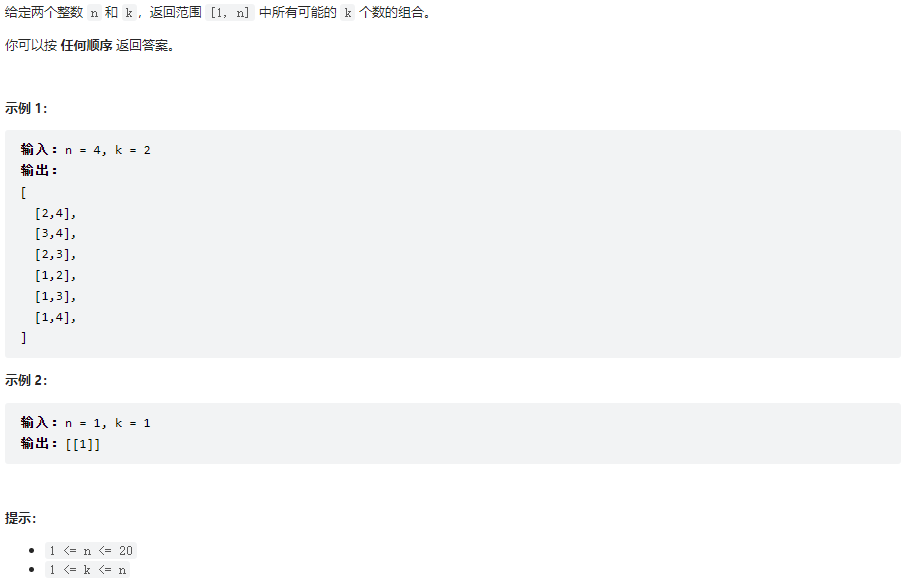 给定两个整数 n 和 k，返回范围 [1, n] 中所有可能的 k 个数的组合。
你可以按 任何顺序 返回答案。
示例 1：
输入：n = 4, k = 2
输出：
[
[2,4],
[3,4],
[2,3],
[1,2],
[1,3],
[1,4],
]
示例 2：
输入：n = 1, k = 1
输出：[[1]]
提示：
• 1 <= n <= 20
• 1 <= k <= n